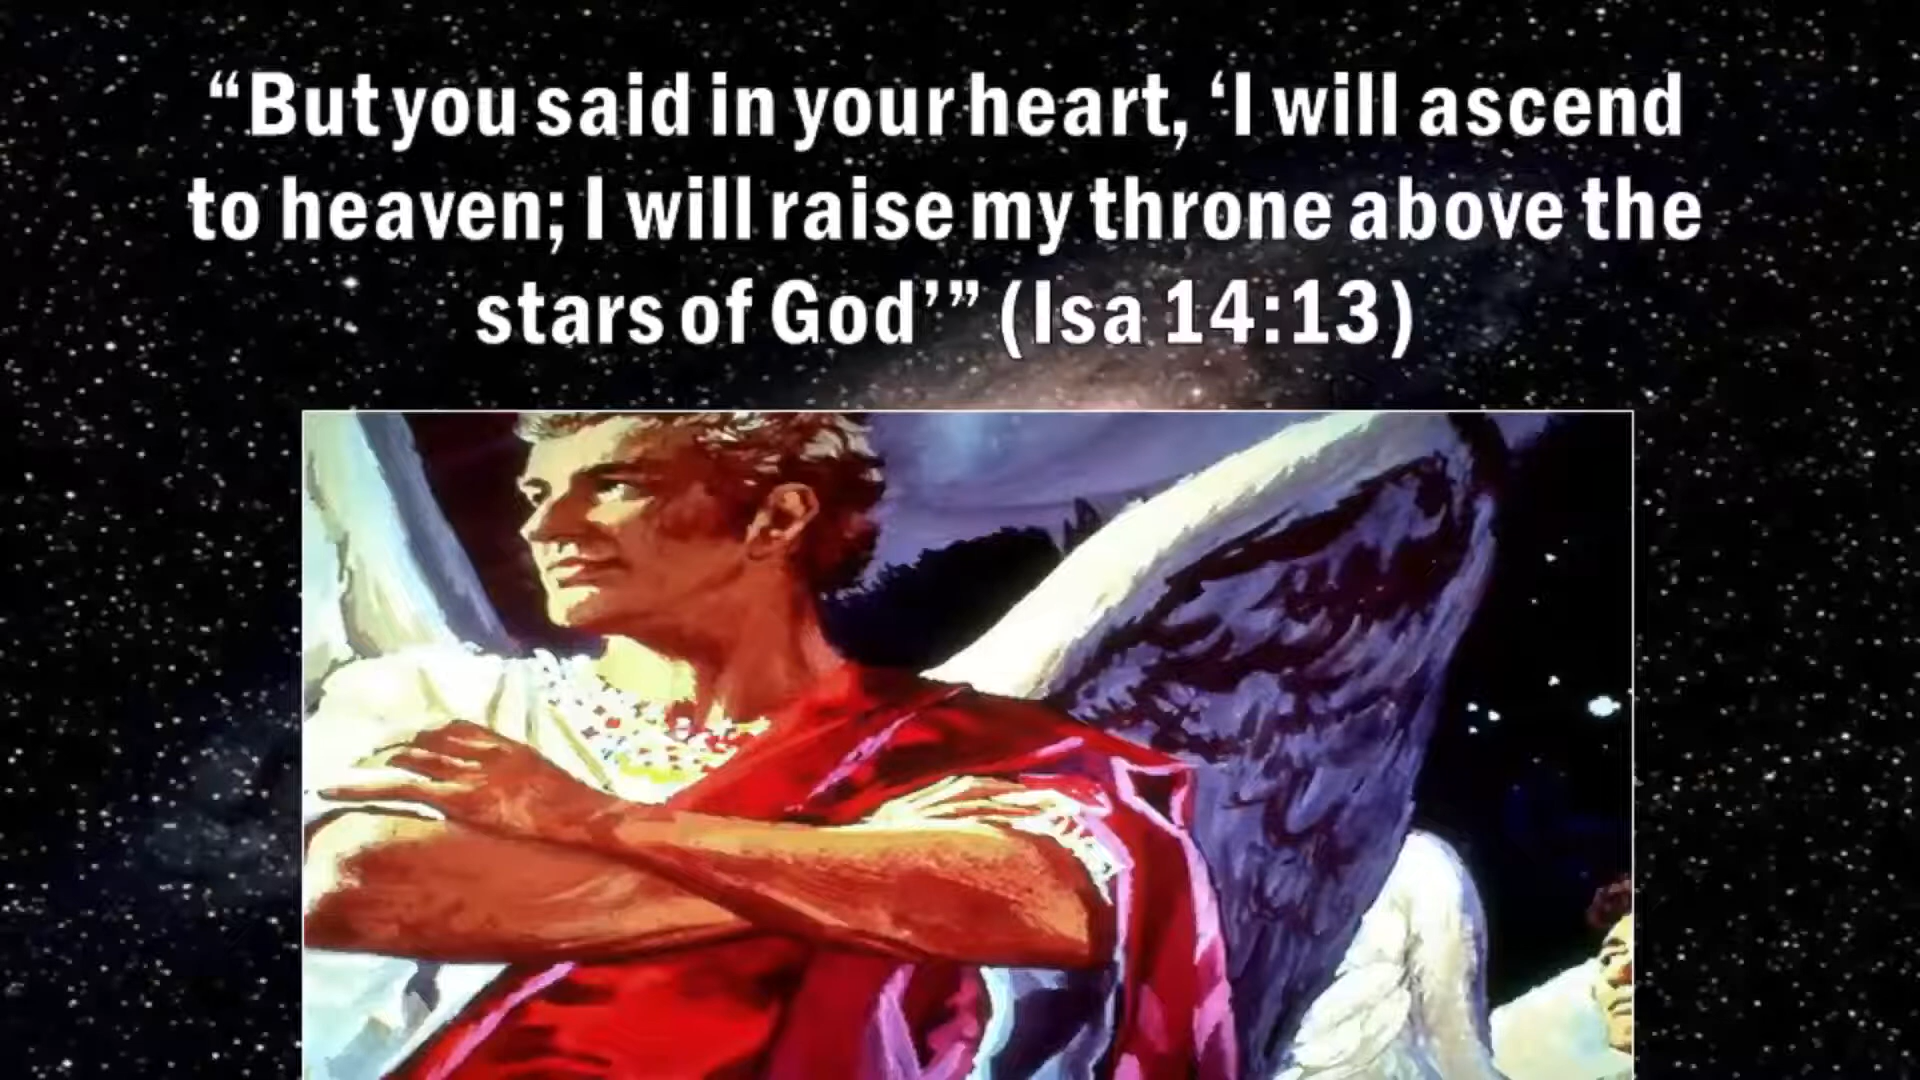 “But you said in your heart, ‘I will ascend
to heaven; I will raise my throne above the
stars of God’” (Isa 14:13)